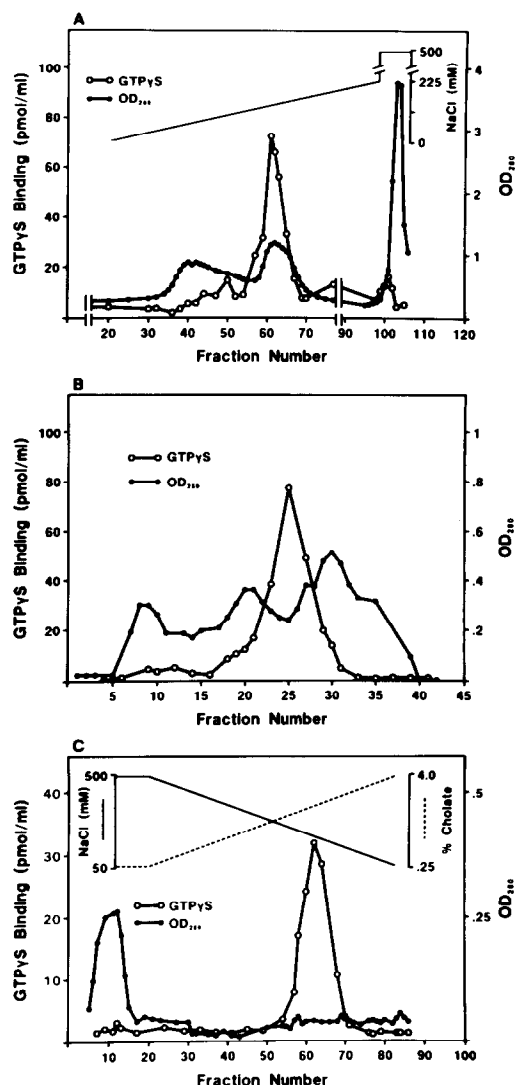 A
GTPγS Binding (pmol/ml)
100
80
60
40
20
GTPγS
OD280
500
225
0
NaCl (mM)
4
3
2
1
OD280
20 30 40 50 60 70 80 90 100 110 120
Fraction Number
B
GTPγS Binding (pmol/ml)
100
80
60
40
20
GTPγS
OD280
1
.8
.6
.4
.2
OD280
5 10 15 20 25 30 35 40 45
Fraction Number
C
GTPγS Binding (pmol/ml)
40
30
20
10
500
50
NaCl (mM)
4.0
.25
% Cholate
GTPγS
OD280
.5
.25
OD280
10 20 30 40 50 60 70 80 90 100
Fraction Number